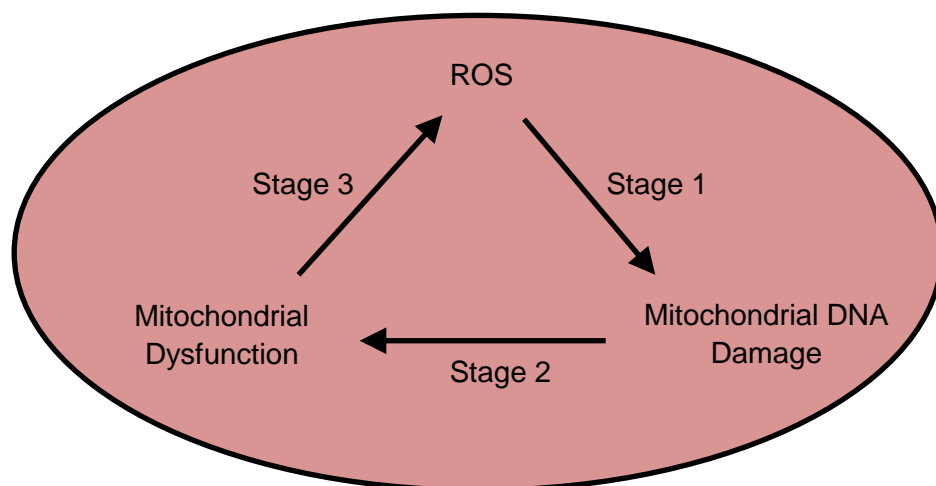 ROS
Stage 3
Stage 1
Mitochondrial
Dysfunction
Mitochondrial DNA
Damage
Stage 2